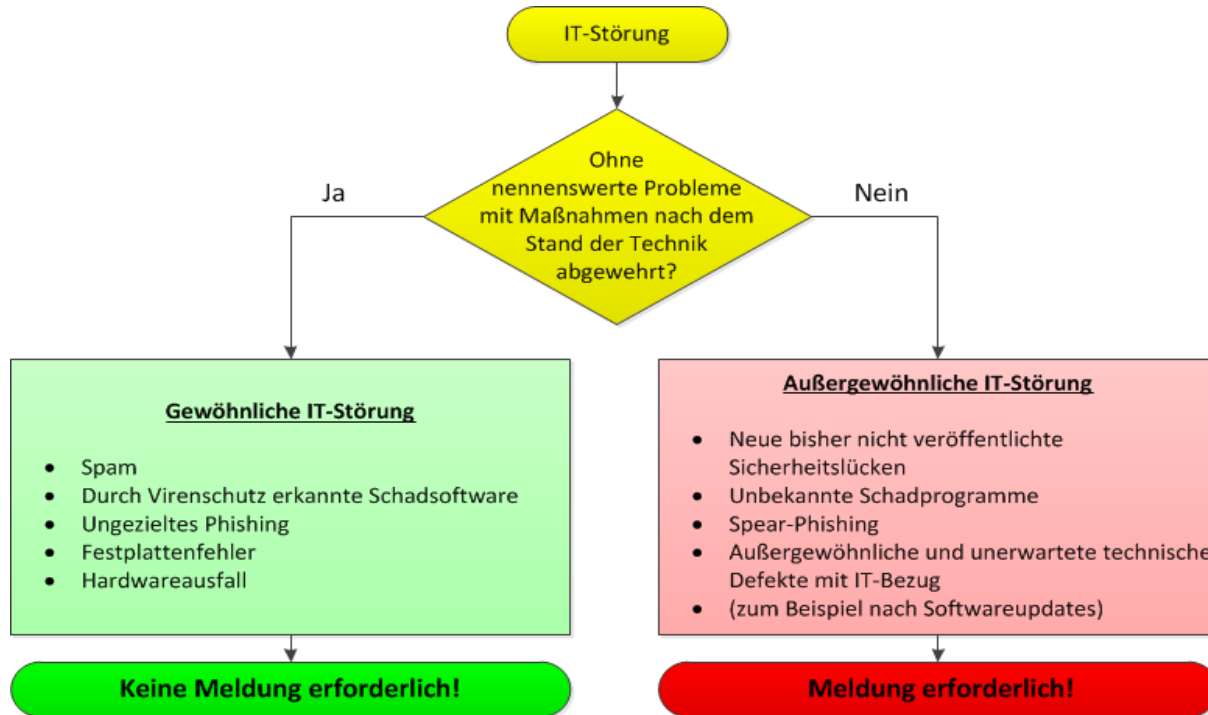 IT-Störung
Ohne
nennenswerte Probleme
mit Maßnahmen nach dem
Stand der Technik
abgewehrt?
Ja
Nein
Gewöhnliche IT-Störung
• Spam
• Durch Virenschutz erkannte Schadsoftware
• Ungezieltes Phishing
• Festplattenfehler
• Hardwareausfall
Keine Meldung erforderlich!
Außergewöhnliche IT-Störung
• Neue bisher nicht veröffentlichte
Sicherheitslücken
• Unbekannte Schadprogramme
• Spear-Phishing
• Außergewöhnliche und unerwartete technische
Defekte mit IT-Bezug
• (zum Beispiel nach Softwareupdates)
Meldung erforderlich!